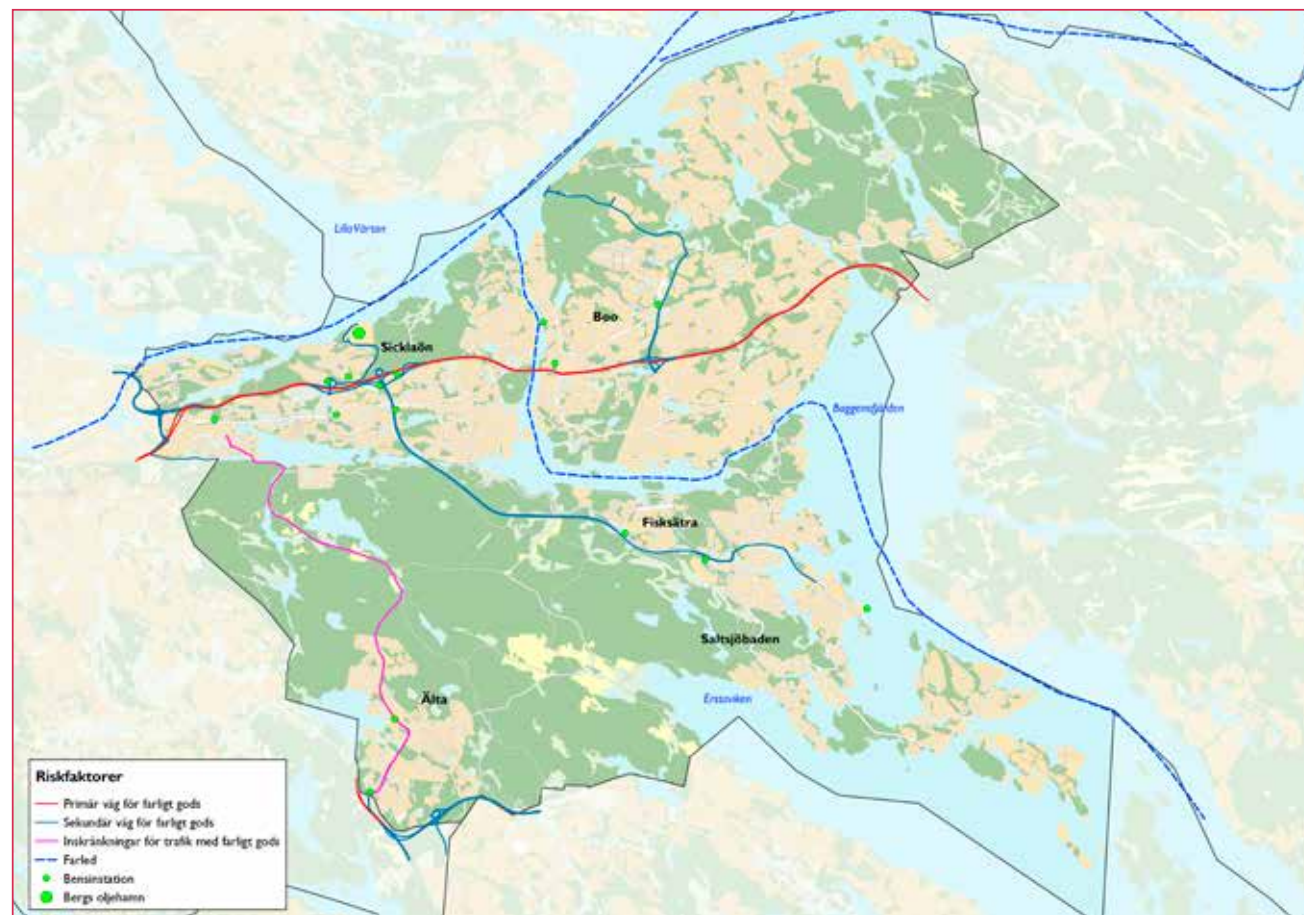 Lilla Värtan
Boo
Sicklaön
Baggensfjärden
Fisksätra
Saltsjöbaden
Älta
Erstaviken
Riskfaktorer
Primär väg för farligt gods
Sekundär väg för farligt gods
Inskränkningar för trafik med farligt gods
Farled
Bensinstation
Bergs oljehamn